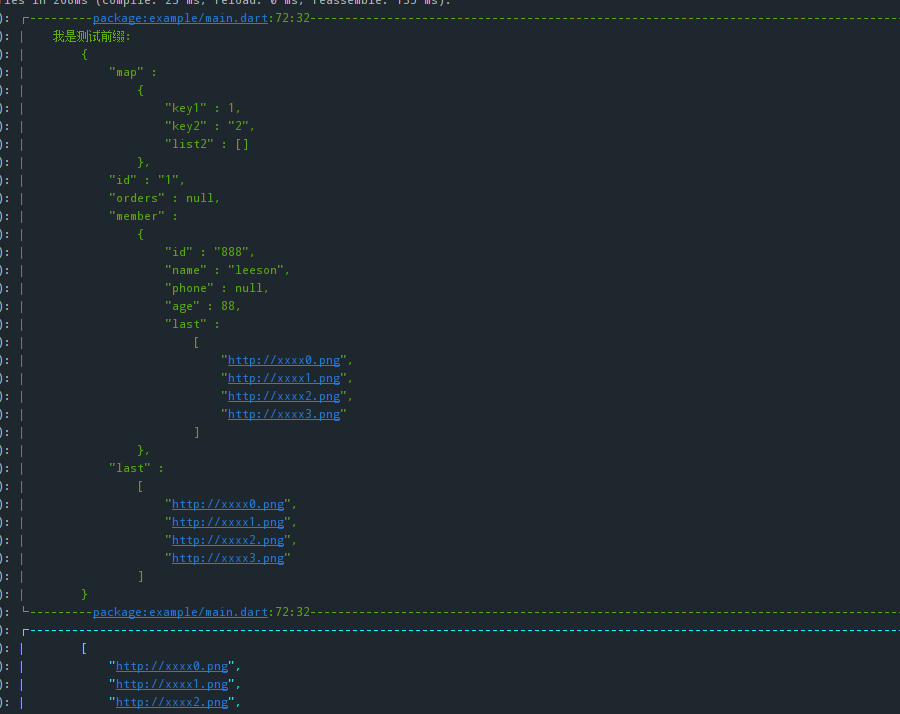 in 206ms (compile: 25 ms, reload: 0 ms, reassemble: 155 ms).
): ┌---------package:example/main.dart:72:32------------------------------------------------------------------------------------
): | 我是测试前缀:
): | {
): | "map" :
): | {
): | "key1" : 1,
): | "key2" : "2",
): | "list2" : []
): | },
): | "id" : "1",
): | "orders" : null,
): | "member" :
): | {
): | "id" : "888",
): | "name" : "leeson",
): | "phone" : null,
): | "age" : 88,
): | "last" :
): | [
): | "http://xxxx0.png",
): | "http://xxxx1.png",
): | "http://xxxx2.png",
): | "http://xxxx3.png"
): | ]
): | },
): | "last" :
): | [
): | "http://xxxx0.png",
): | "http://xxxx1.png",
): | "http://xxxx2.png",
): | "http://xxxx3.png"
): | ]
): | }
): └---------package:example/main.dart:72:32------------------------------------------------------------------------------------
): ┌----------------------------------------------------------------------------------------------------------------------------
): | [
): | "http://xxxx0.png",
): | "http://xxxx1.png",
): | "http://xxxx2.png",